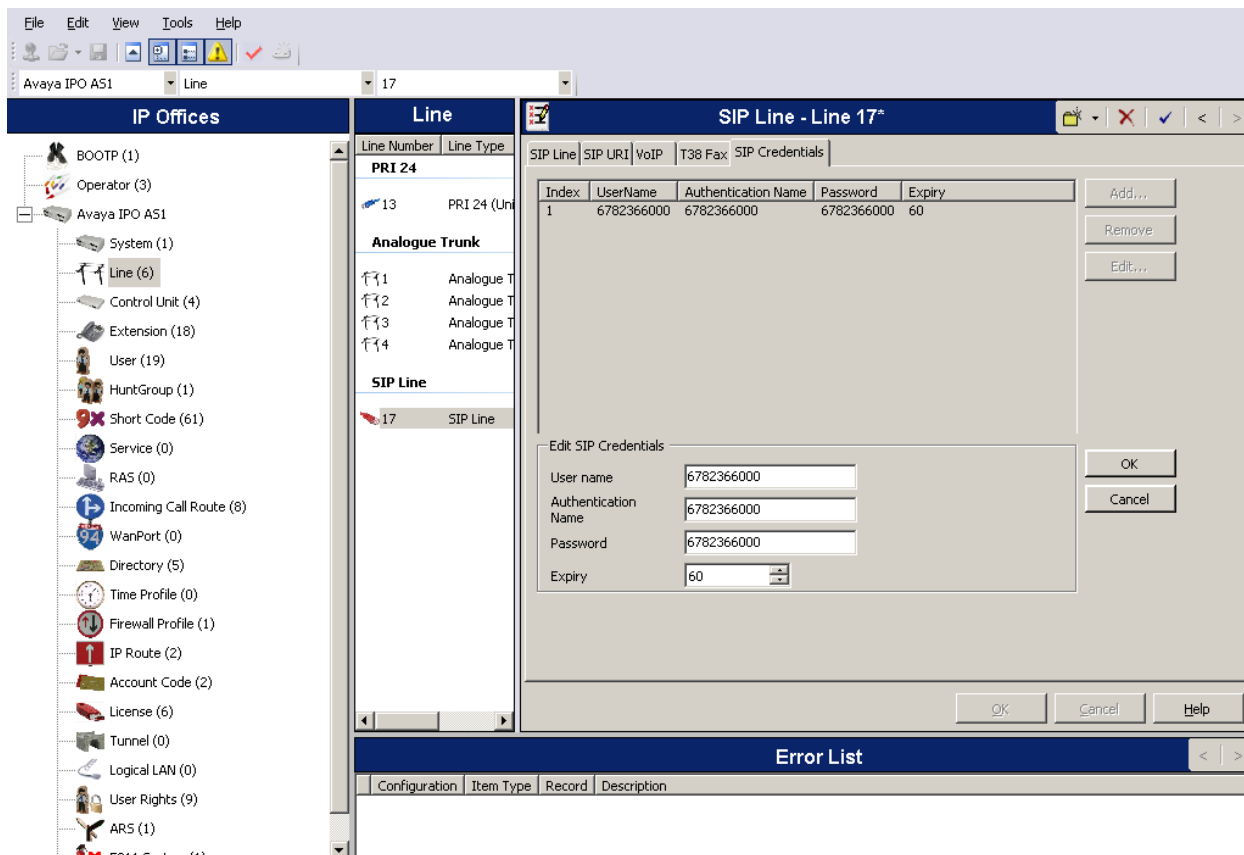 File Edit View Tools Help
Avaya IPO AS1 Line 17
IP Offices
BOOTP (1)
Operator (3)
Avaya IPO AS1
System (1)
Line (6)
Control Unit (4)
Extension (18)
User (19)
HuntGroup (1)
Short Code (61)
Service (0)
RAS (0)
Incoming Call Route (8)
WanPort (0)
Directory (5)
Time Profile (0)
Firewall Profile (1)
IP Route (2)
Account Code (2)
License (6)
Tunnel (0)
Logical LAN (0)
User Rights (9)
ARS (1)
Line
Line Number Line Type
PRI 24
13 PRI 24 (Uni
Analogue Trunk
1 Analogue T
2 Analogue T
3 Analogue T
4 Analogue T
SIP Line
17 SIP Line
SIP Line - Line 17*
SIP Line SIP URI VoIP T38 Fax SIP Credentials
Index UserName Authentication Name Password Expiry
1 6782366000 6782366000 6782366000 60
Add...
Remove
Edit...
Edit SIP Credentials
User name 6782366000
Authentication
Name 6782366000
Password 6782366000
Expiry 60
OK
Cancel
OK Cancel Help
Error List
Configuration Item Type Record Description